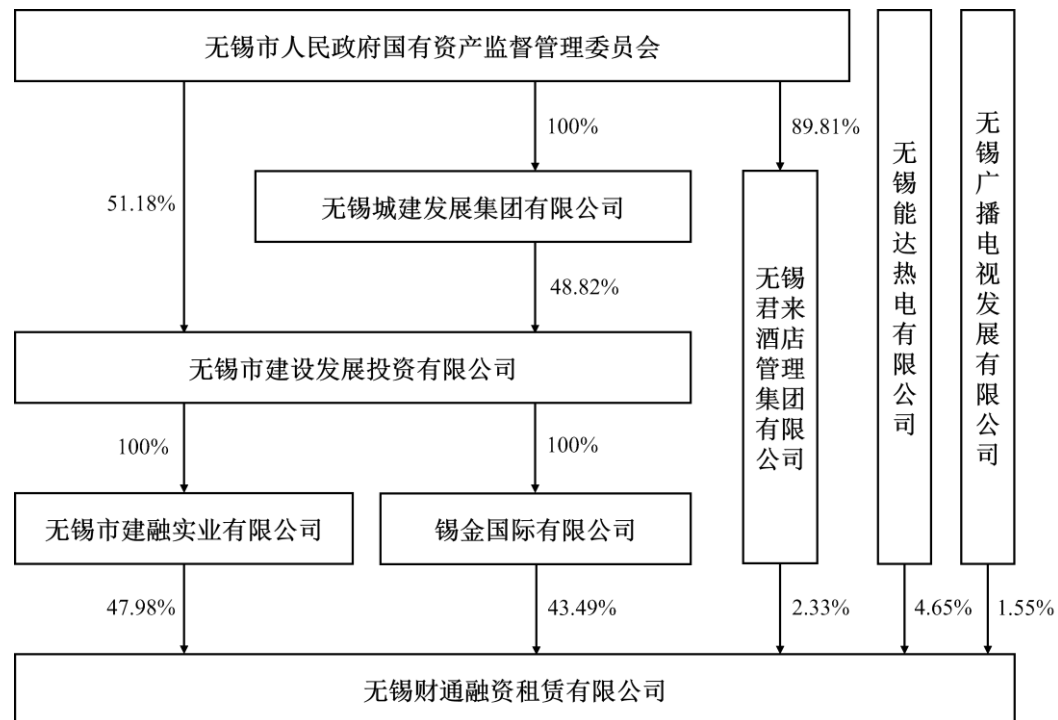 无锡市人民政府国有资产监督管理委员会
100%
89.81%
51.18%
无锡城建发展集团有限公司
48.82%
无锡市建设发展投资有限公司
100%
100%
无锡市建融实业有限公司
锡金国际有限公司
无锡
君来
酒店
管理
集团
有限
公司
无锡能达热电有限公司
无锡广播电视发展有限公司
47.98%
43.49%
2.33%
4.65%
1.55%
无锡财通融资租赁有限公司